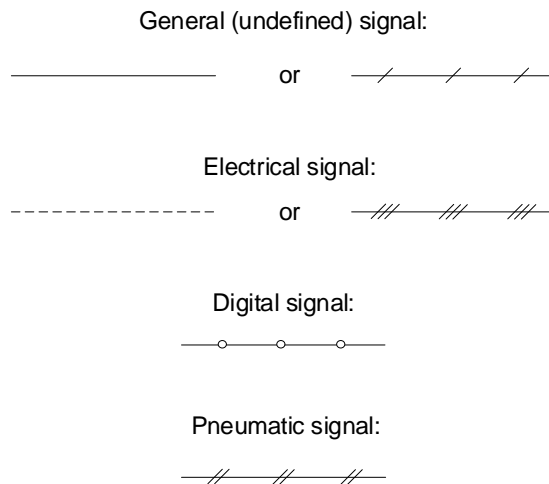 General (undefined) signal:
or
Electrical signal:
or
Digital signal:
Pneumatic signal: